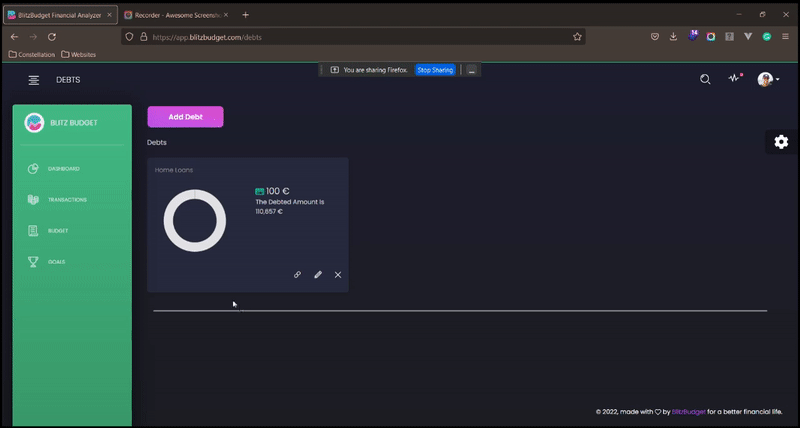 BlitzBudget Financial Analyzer
Recorder - Awesome Screensh
https://app.blitzbudget.com/debts
14
Constellation
Websites
You are sharing Firefox.
Stop Sharing
...
DEBTS
BLITZ BUDGET
Add Debt
Debts
DASHBOARD
TRANSACTIONS
BUDGET
GOALS
Home Loans
100 €
The Debted Amount Is
110,657 €
© 2022, made with ♡ by BlitzBudget for a better financial life.